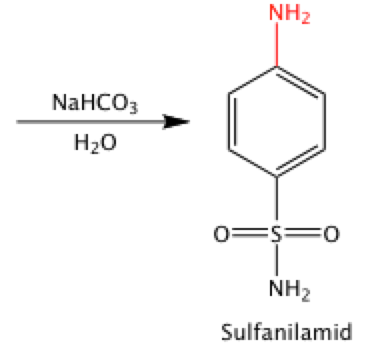 NH₂
NaHCO₃
H₂O
O=S=O
NH₂
Sulfanilamid